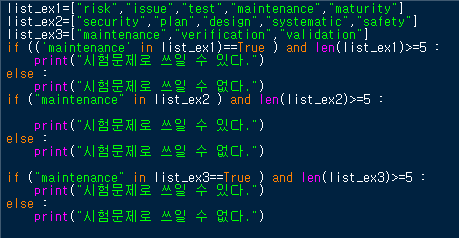 list_ex1=["risk","issue","test","maintenance","maturity"]
list_ex2=["security","plan","design","systematic","safety"]
list_ex3=["maintenance","verification","validation"]
if (('maintenance' in list_ex1)==True ) and len(list_ex1)>=5 :
    print("시험문제로 쓰일 수 있다.")
else :
    print("시험문제로 쓰일 수 없다.")
if ("maintenance" in list_ex2 ) and len(list_ex2)>=5 :
    print("시험문제로 쓰일 수 있다.")
else :
    print("시험문제로 쓰일 수 없다.")
if ("maintenance" in list_ex3==True ) and len(list_ex3)>=5 :
    print("시험문제로 쓰일 수 있다.")
else :
    print("시험문제로 쓰일 수 없다.")